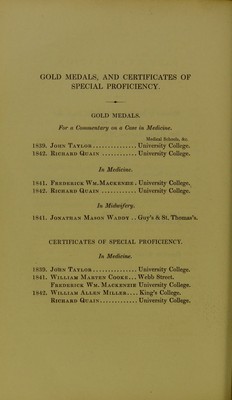 GOLD MEDALS, AND CERTIFICATES OF
SPECIAL PROFICIENCY.
GOLD MEDALS.
For a Commentary on a Case in Medicine.
Medical Schools, &c.
1839. JOHN TAYLOR .............. University College.
1842. RICHARD QUAIN ............ University College.
In Medicine.
1841. FREDERICK WM. MACKENZIE . University College.
1842. RICHARD QUAIN ............ University College.
In Midwifery.
1841. JONATHAN MASON WADDY .. Guy's & St. Thomas's.
CERTIFICATES OF SPECIAL PROFICIENCY.
In Medicine.
1839. JOHN TAYLOR .............. University College.
1841. WILLIAM MARTEN COOKE ... Webb Street.
FREDERICK WM. MACKENZIE University College.
1842. WILLIAM ALLEN MILLER .... King's College.
RICHARD QUAIN ............ University College.